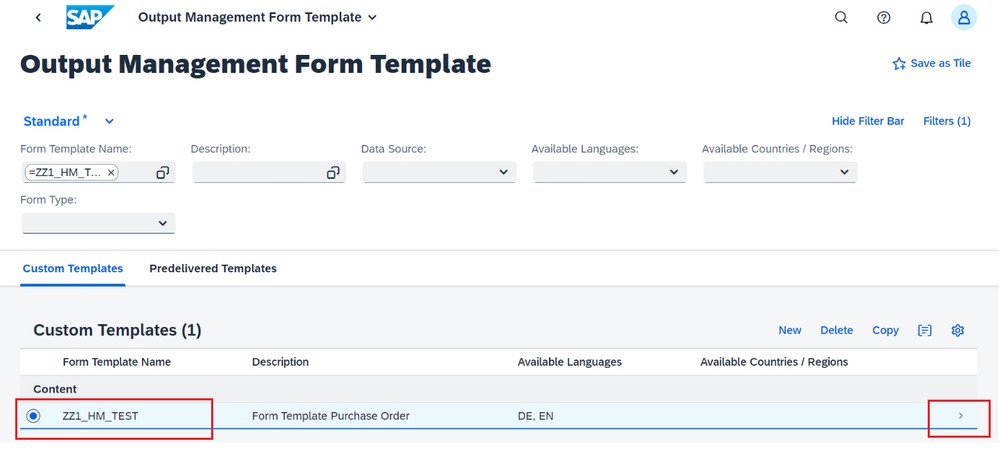 SAP Output Management Form Template
Output Management Form Template
Save as Tile
Standard *
Hide Filter Bar Filters (1)
Form Template Name: Description: Data Source: Available Languages: Available Countries / Regions:
=ZZ1_HM_T...
Form Type:
Custom Templates Predelivered Templates
Custom Templates (1) New Delete Copy
Form Template Name Description Available Languages Available Countries / Regions
Content
ZZ1_HM_TEST Form Template Purchase Order DE, EN